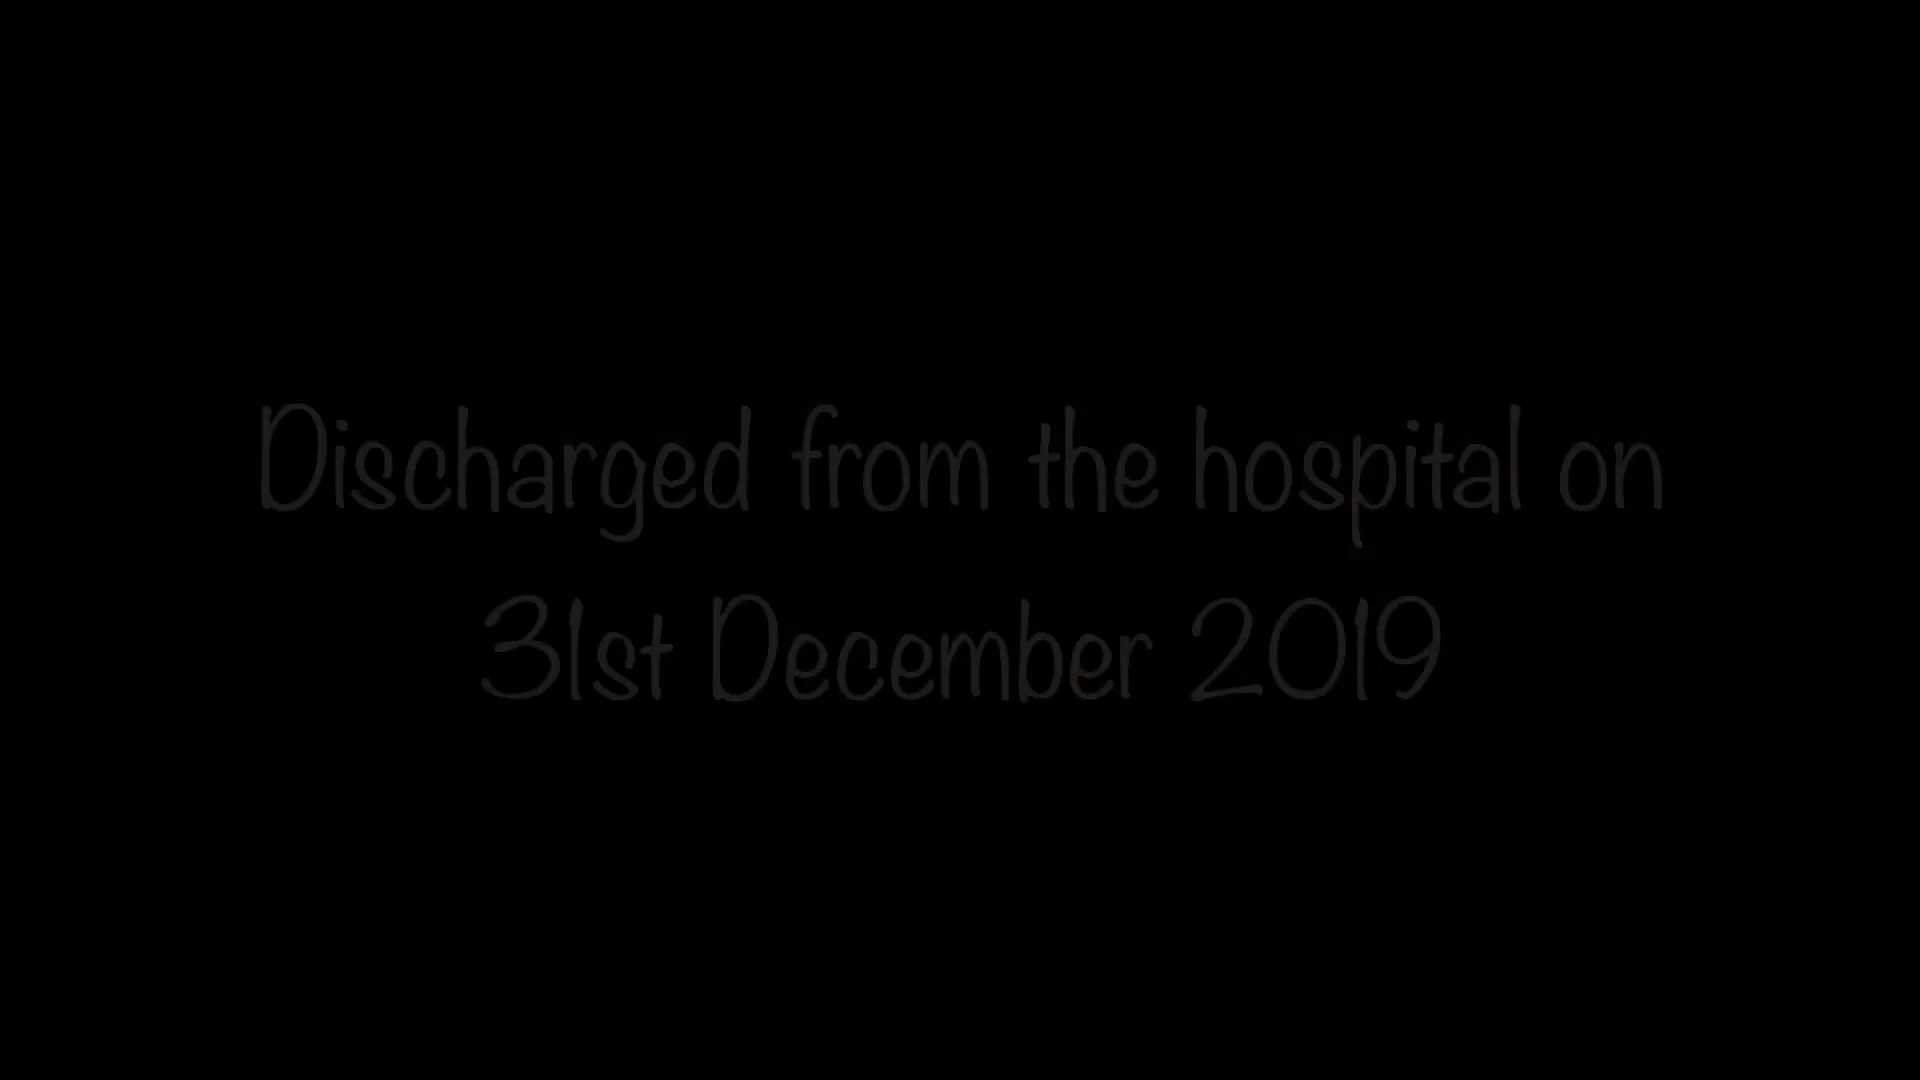 Discharged from the hospital on
31st December 2019